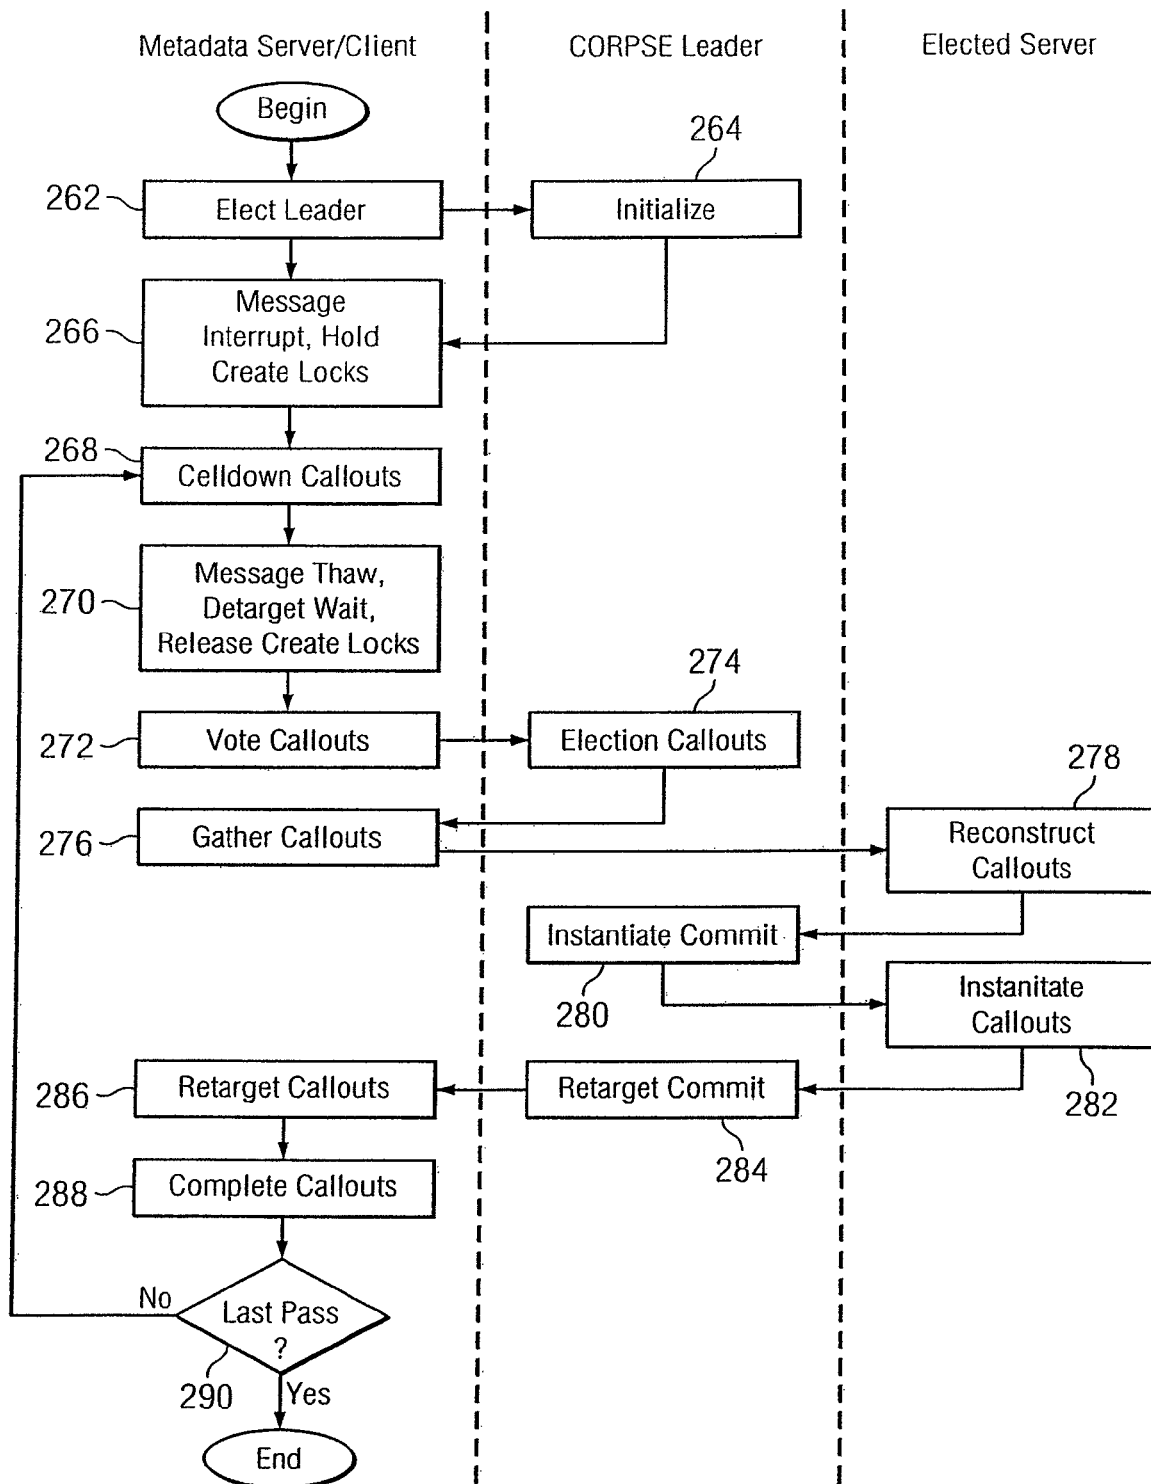 Metadata Server/Client
CORPSE Leader
Elected Server
Begin
264
262
Elect Leader
Initialize
266
Message
Interrupt, Hold
Create Locks
268
Celldown Callouts
270
Message Thaw,
Detarget Wait,
Release Create Locks
274
272
Vote Callouts
Election Callouts
278
276
Gather Callouts
Reconstruct
Callouts
Instantiate Commit
280
Instanitate
Callouts
282
286
Retarget Callouts
Retarget Commit
284
288
Complete Callouts
No
Last Pass
?
290
Yes
End